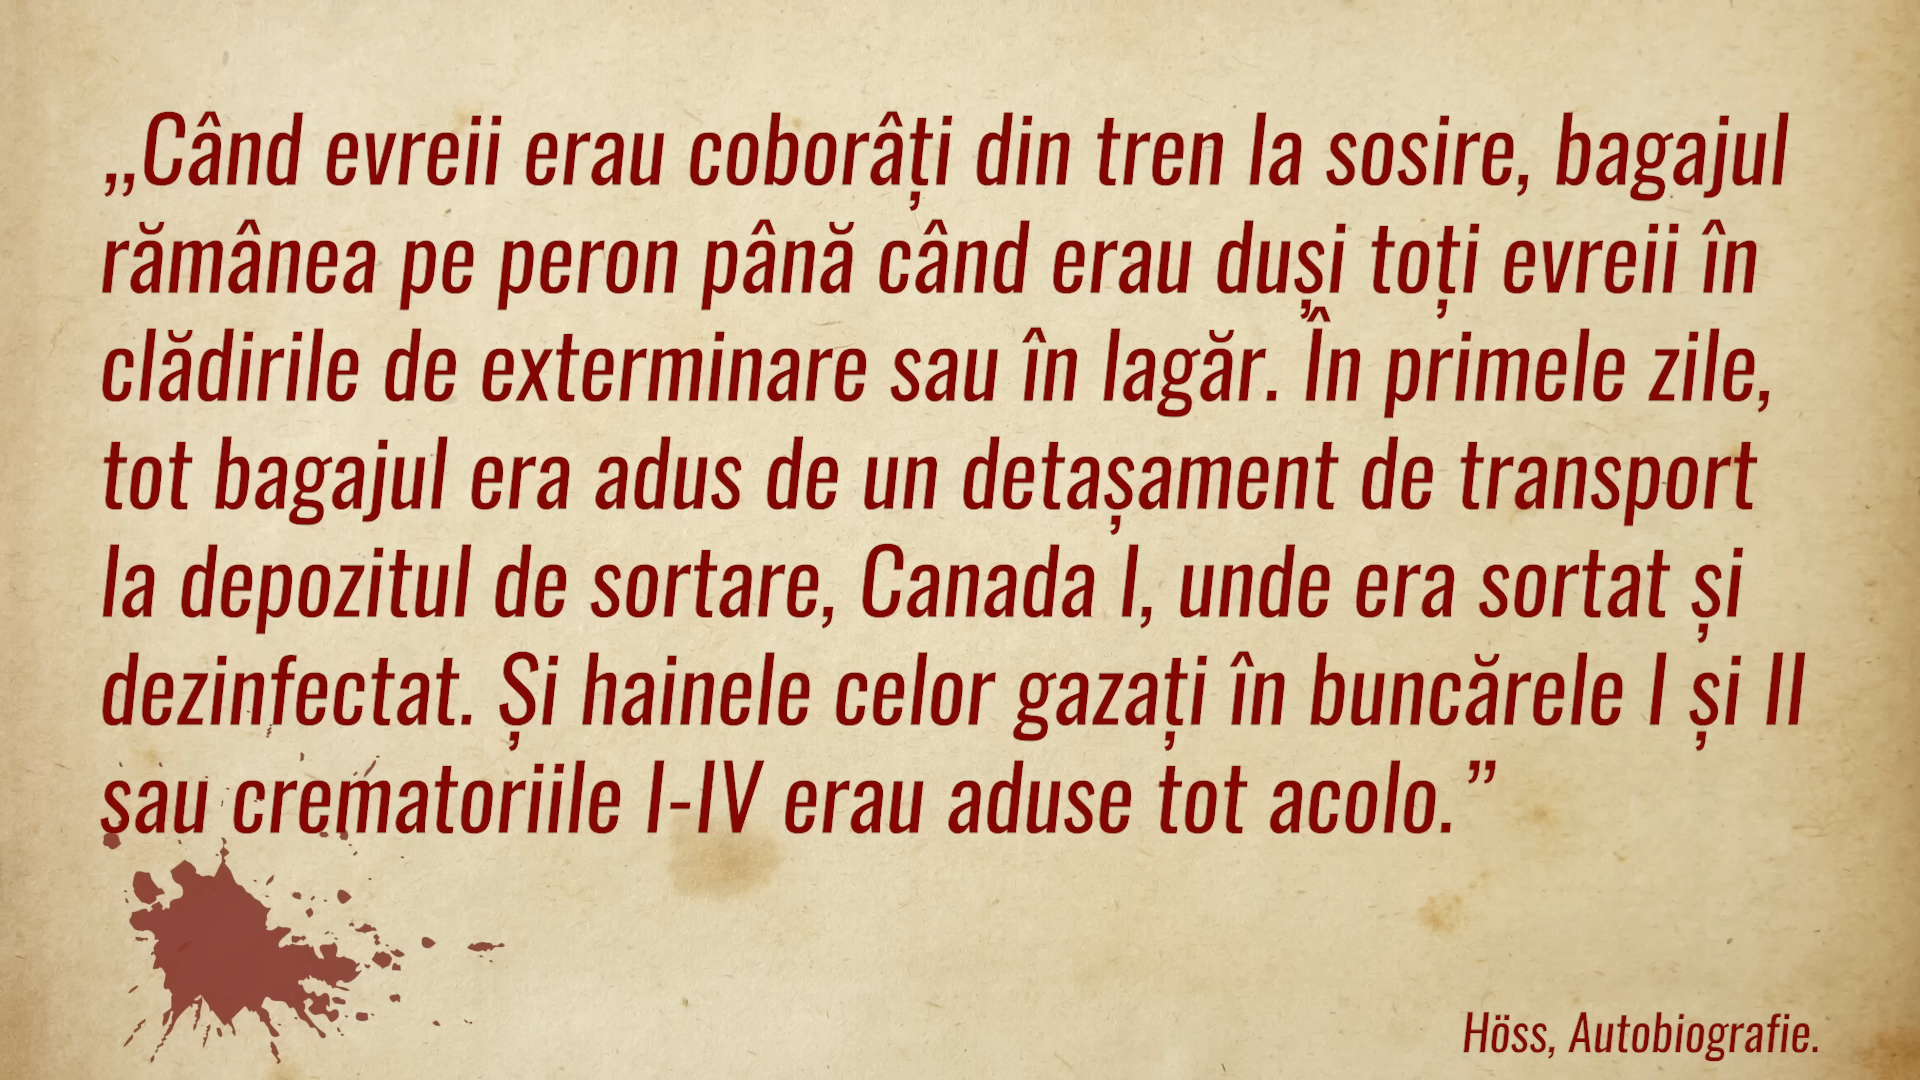 „Când evreii erau coborâți din tren la sosire, bagajul
rămânea pe peron până când erau duși toți evreii în
clădirile de exterminare sau în lagăr. În primele zile,
tot bagajul era adus de un detașament de transport
la depozitul de sortare, Canada I, unde era sortat și
dezinfectat. Și hainele celor gazați în buncărele I și II
sau crematoriile I-IV erau aduse tot acolo.”
Höss, Autobiografie.